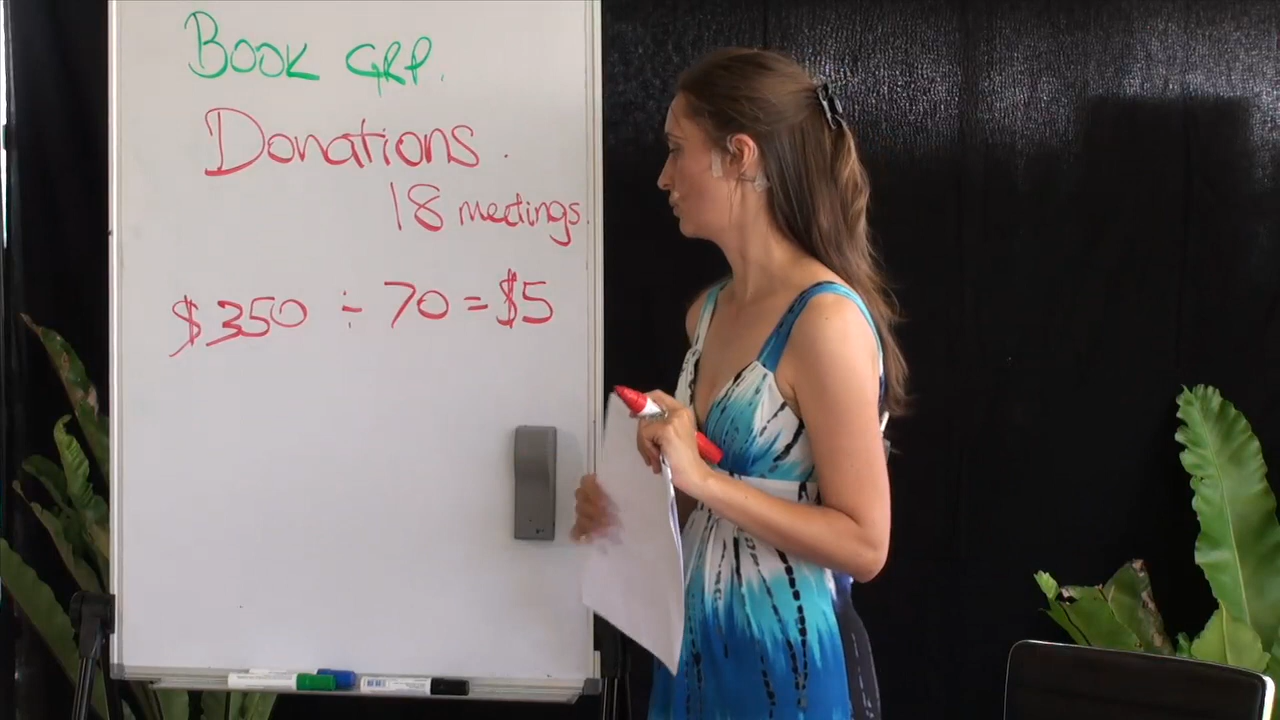 BOOK GRP.
Donations.
18 meetings.
$350 ÷ 70 = $5